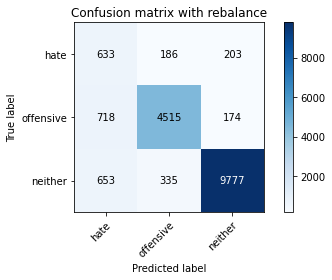 Confusion matrix with rebalance
hate 633 186 203
offensive 718 4515 174
neither 653 335 9777
True label
hate offensive neither
Predicted label
8000
6000
4000
2000